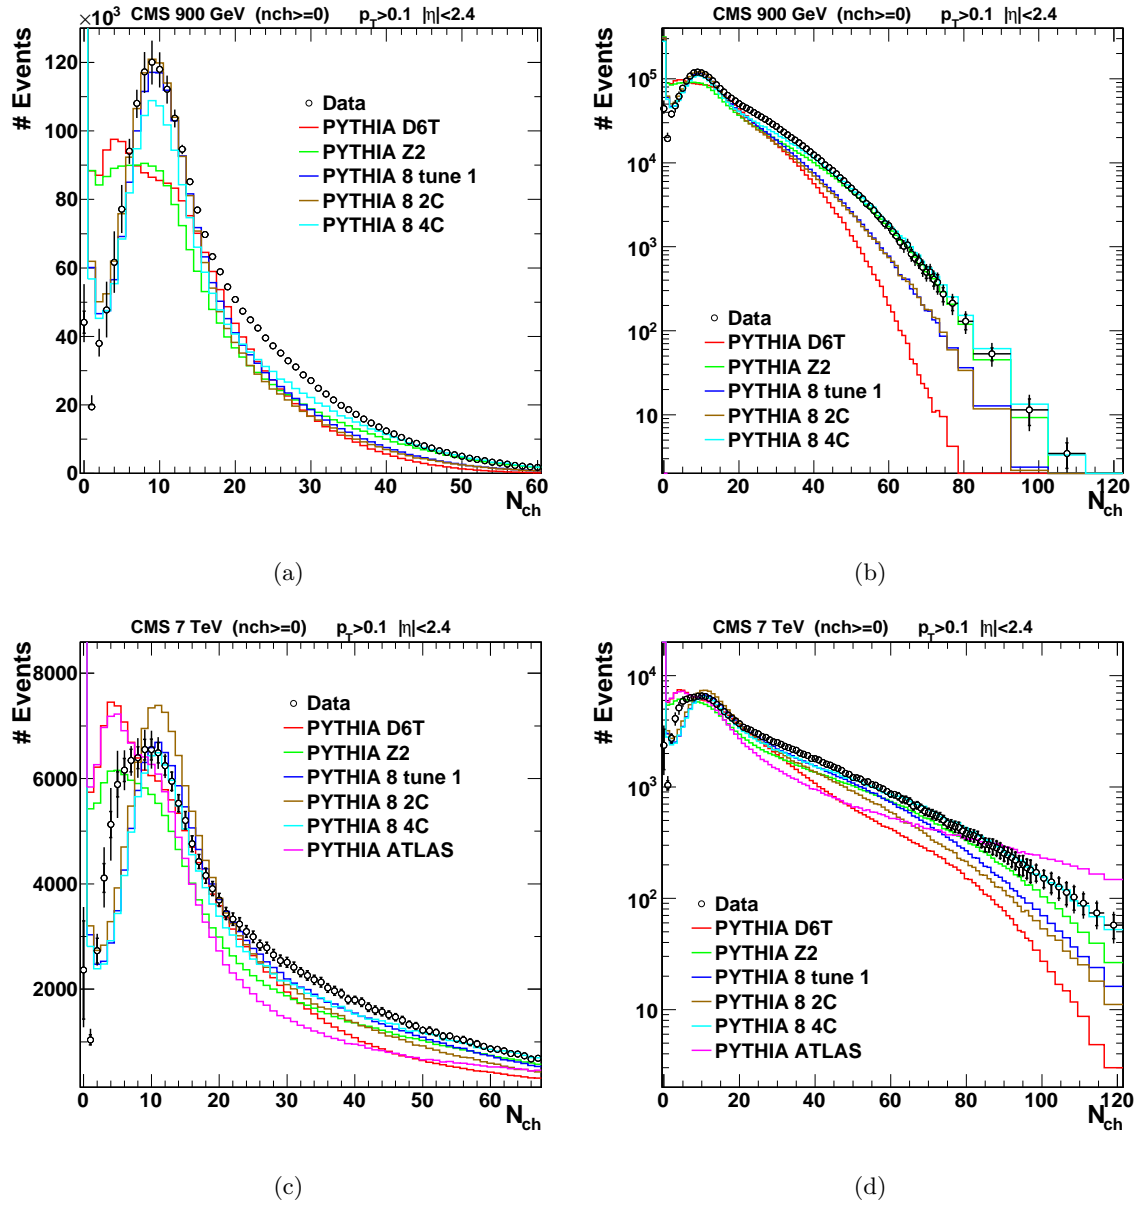 CMS 900 GeV (nch>=0) p_T>0.1 |η|<2.4
×10³
# Events
120
100
80
60
40
20
0
Data
PYTHIA D6T
PYTHIA Z2
PYTHIA 8 tune 1
PYTHIA 8 2C
PYTHIA 8 4C
0 10 20 30 40 50 60
N_ch
(a)
CMS 900 GeV (nch>=0) p_T>0.1 |η|<2.4
# Events
10⁵
10⁴
10³
10²
10
Data
PYTHIA D6T
PYTHIA Z2
PYTHIA 8 tune 1
PYTHIA 8 2C
PYTHIA 8 4C
0 20 40 60 80 100 120
N_ch
(b)
CMS 7 TeV (nch>=0) p_T>0.1 |η|<2.4
# Events
8000
6000
4000
2000
Data
PYTHIA D6T
PYTHIA Z2
PYTHIA 8 tune 1
PYTHIA 8 2C
PYTHIA 8 4C
PYTHIA ATLAS
0 10 20 30 40 50 60
N_ch
(c)
CMS 7 TeV (nch>=0) p_T>0.1 |η|<2.4
# Events
10⁴
10³
10²
10
Data
PYTHIA D6T
PYTHIA Z2
PYTHIA 8 tune 1
PYTHIA 8 2C
PYTHIA 8 4C
PYTHIA ATLAS
0 20 40 60 80 100 120
N_ch
(d)